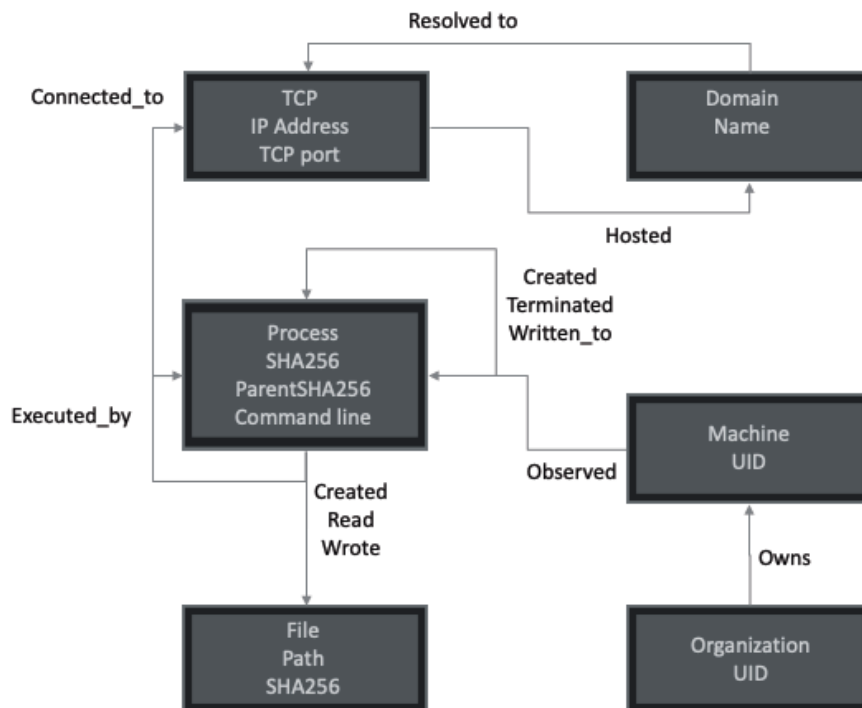 Resolved to
Connected_to
TCP
IP Address
TCP port
Domain
Name
Hosted
Created
Terminated
Written_to
Process
SHA256
ParentSHA256
Command line
Executed_by
Machine
UID
Observed
Created
Read
Wrote
Owns
File
Path
SHA256
Organization
UID